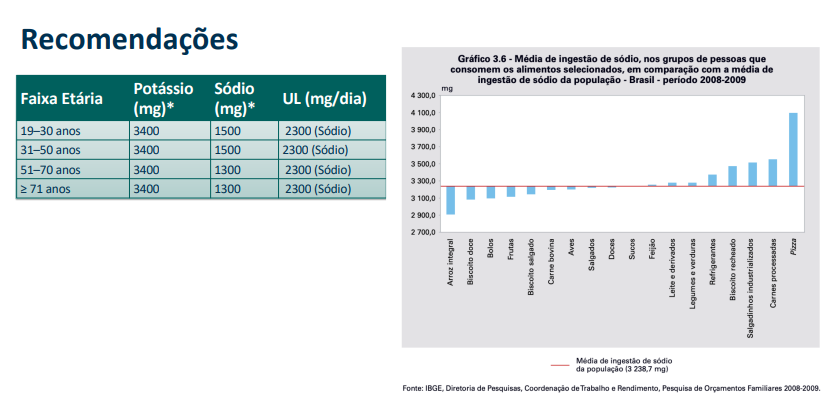 Recomendações
Faixa Etária Potássio (mg)* Sódio (mg)* UL (mg/dia)
19–30 anos 3400 1500 2300 (Sódio)
31–50 anos 3400 1500 2300 (Sódio)
51–70 anos 3400 1300 2300 (Sódio)
≥ 71 anos 3400 1300 2300 (Sódio)
Gráfico 3.6 - Média de ingestão de sódio, nos grupos de pessoas que
consomem os alimentos selecionados, em comparação com a média de
ingestão de sódio da população - Brasil - período 2008-2009
mg
4 300,0
3 900,0
3 700,0
3 500,0
3 300,0
3 100,0
2 900,0
2 700,0
Arroz integral
Biscoito doce
Bolos
Frutas
Biscoito salgado
Carne bovina
Aves
Salgados
Doces
Sucos
Feijão
Leite e derivados
Legumes e verduras
Refrigerantes
Biscoito recheado
Salgadinhos industrializados
Carnes processadas
Pizza
Média de ingestão de sódio
da população (3 238,7 mg)
Fonte: IBGE, Diretoria de Pesquisas, Coordenação de Trabalho e Rendimento, Pesquisa de Orçamentos Familiares 2008-2009.